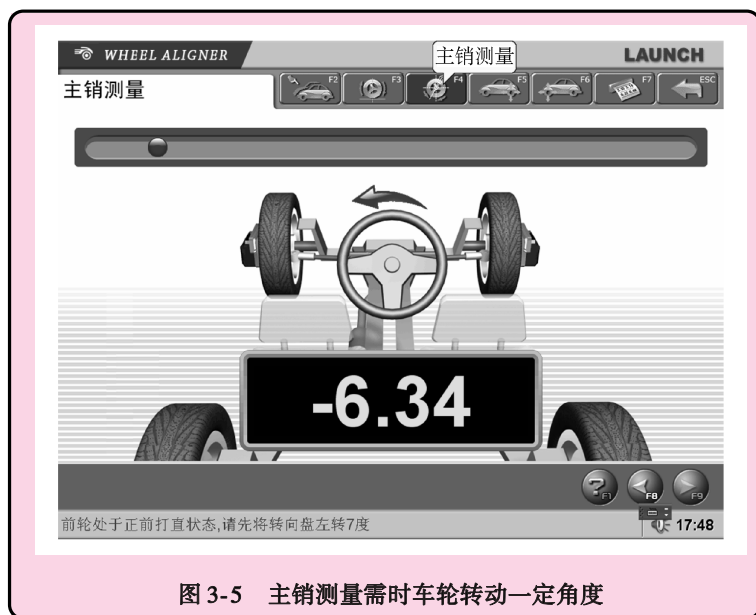 WHEEL ALIGNER
主销测量
LAUNCH
主销测量
F2
F3
F4
F5
F6
F7
ESC
-6.34
?F1
F8
F9
前轮处于正前打直状态,请先将转向盘左转7度
17:48
图 3-5 主销测量需时车轮转动一定角度